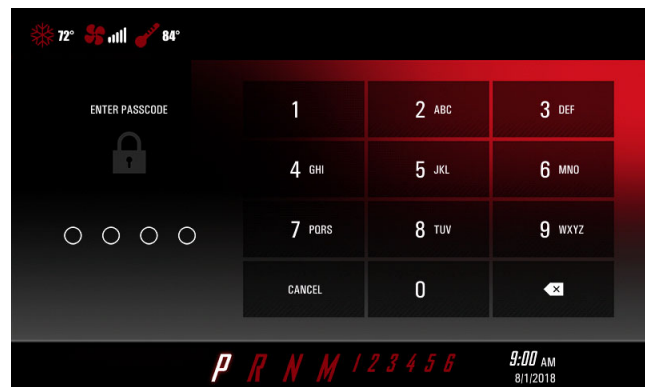 72° 84°
ENTER PASSCODE
1
2 ABC
3 DEF
4 GHI
5 JKL
6 MNO
7 PQRS
8 TUV
9 WXYZ
CANCEL
0
P R N M 1 2 3 4 5 6
9:00 AM
8/1/2018